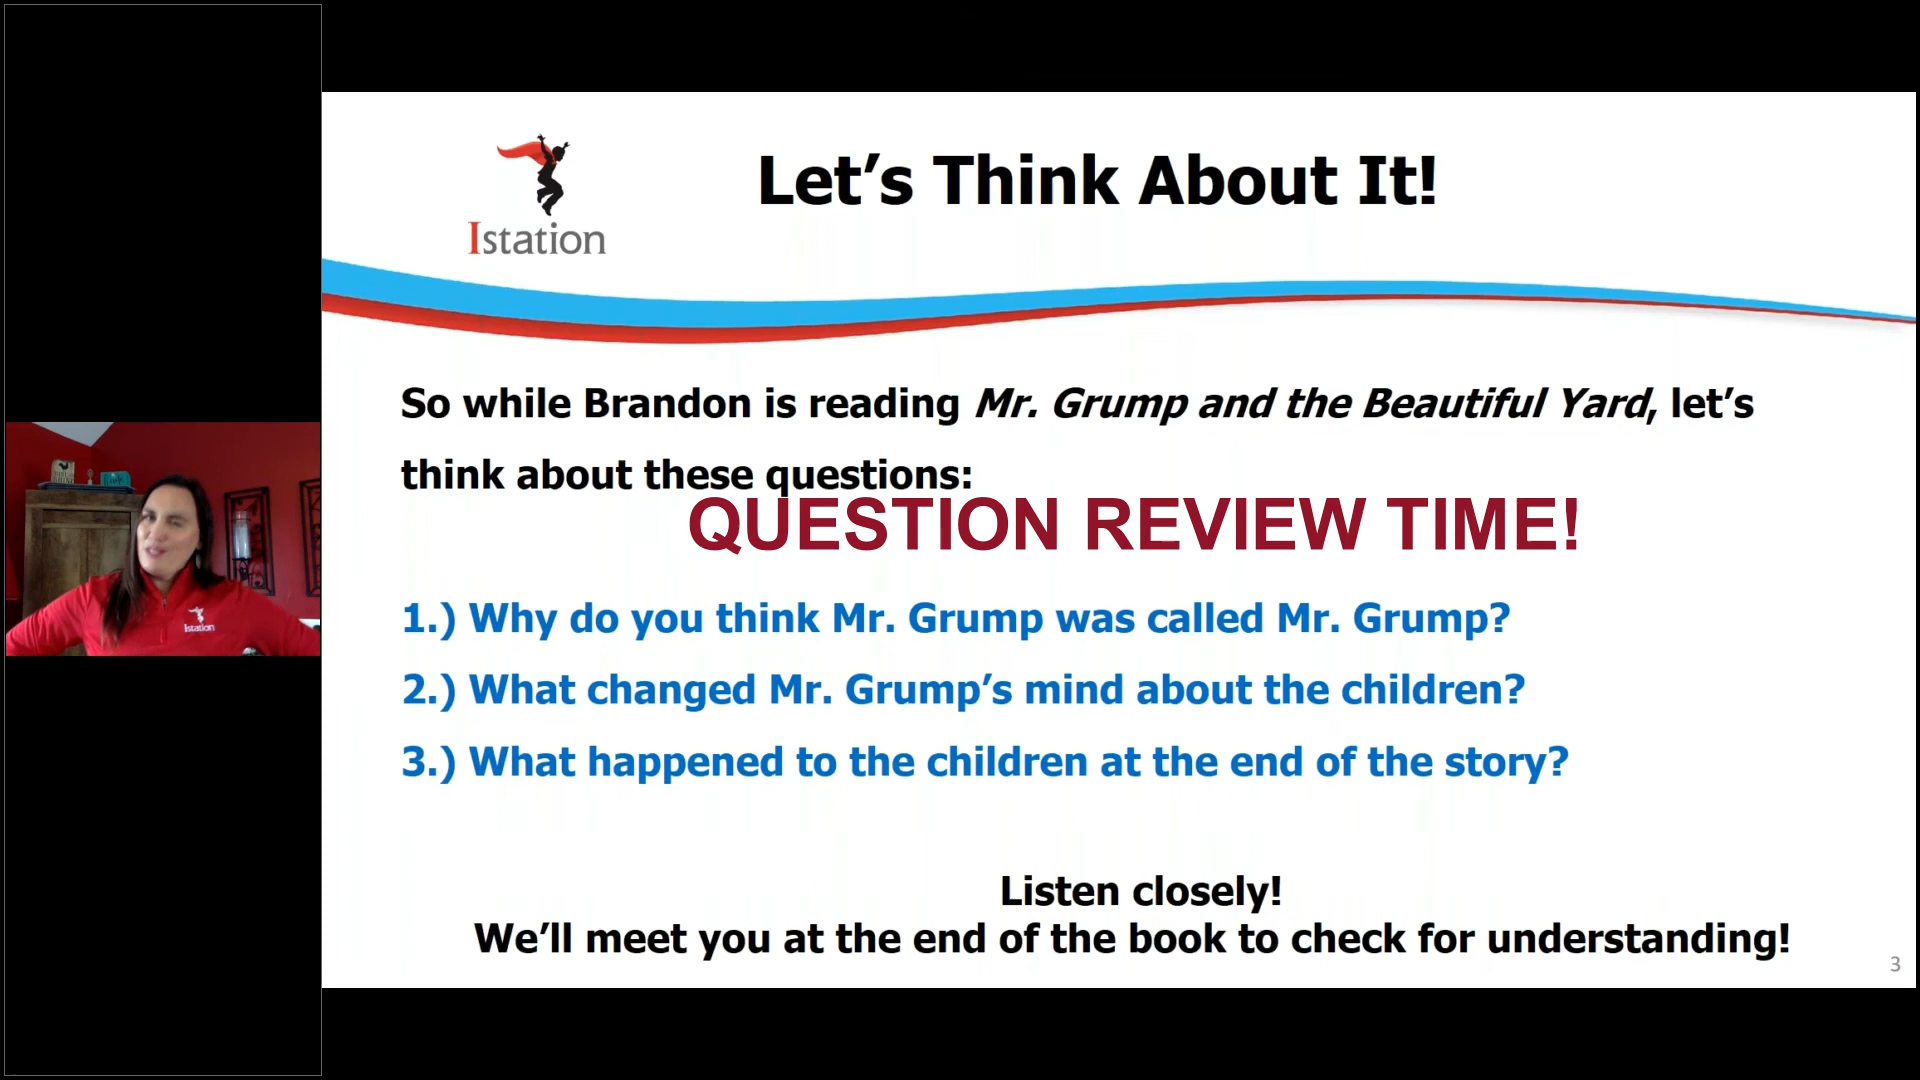 Let’s Think About It!
Istation
So while Brandon is reading Mr. Grump and the Beautiful Yard, let’s
think about these questions:
QUESTION REVIEW TIME!
1.) Why do you think Mr. Grump was called Mr. Grump?
2.) What changed Mr. Grump’s mind about the children?
3.) What happened to the children at the end of the story?
Listen closely!
We’ll meet you at the end of the book to check for understanding!
3
Istation